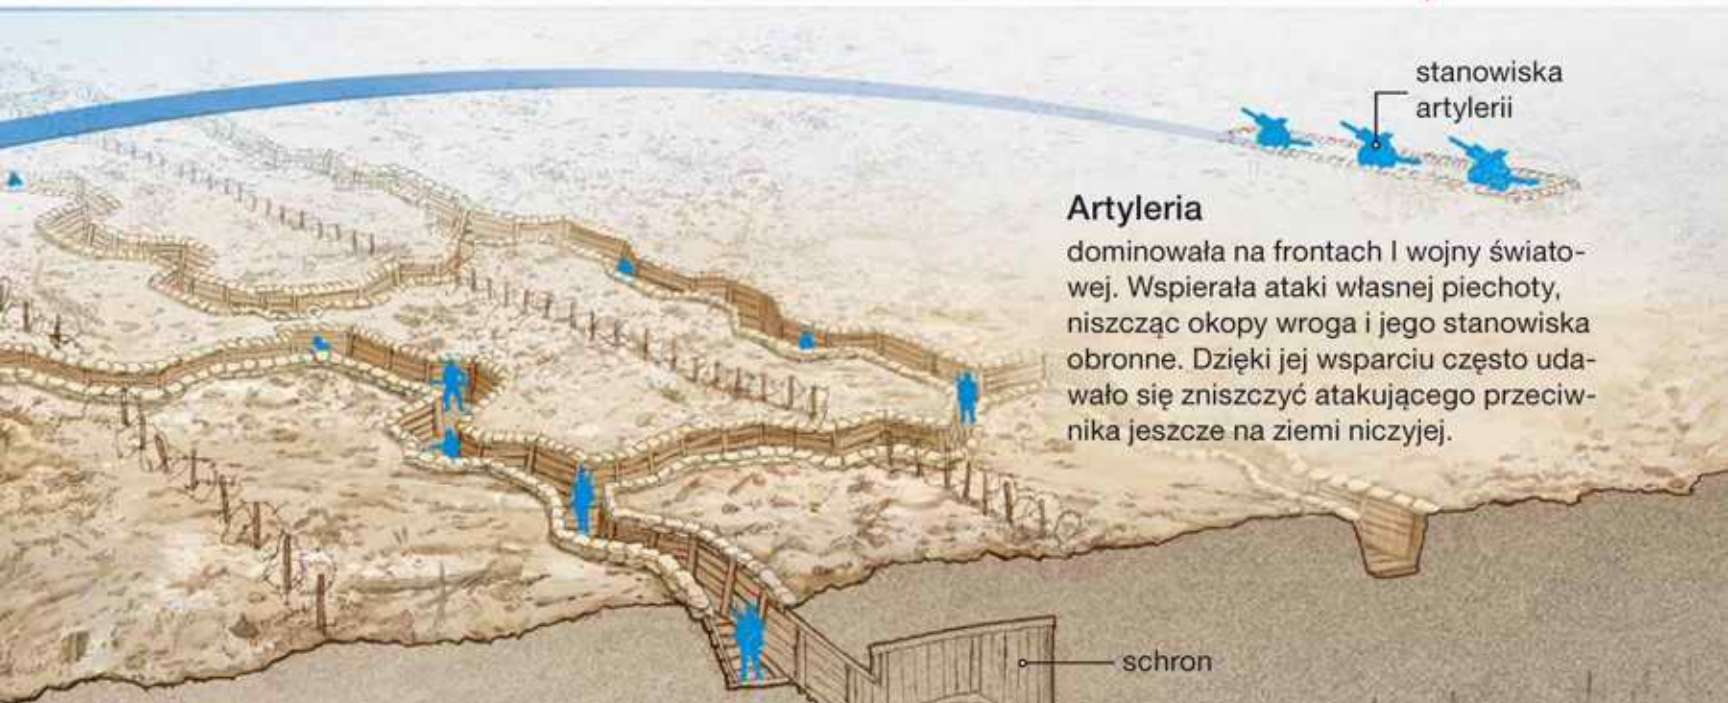 stanowiska
artylerii
Artyleria
dominowała na frontach I wojny świato-
wej. Wspierała ataki własnej piechoty,
niszcząc okopy wroga i jego stanowiska
obronne. Dzięki jej wsparciu często uda-
wało się zniszczyć atakującego przeciw-
nika jeszcze na ziemi niczyjej.
schron